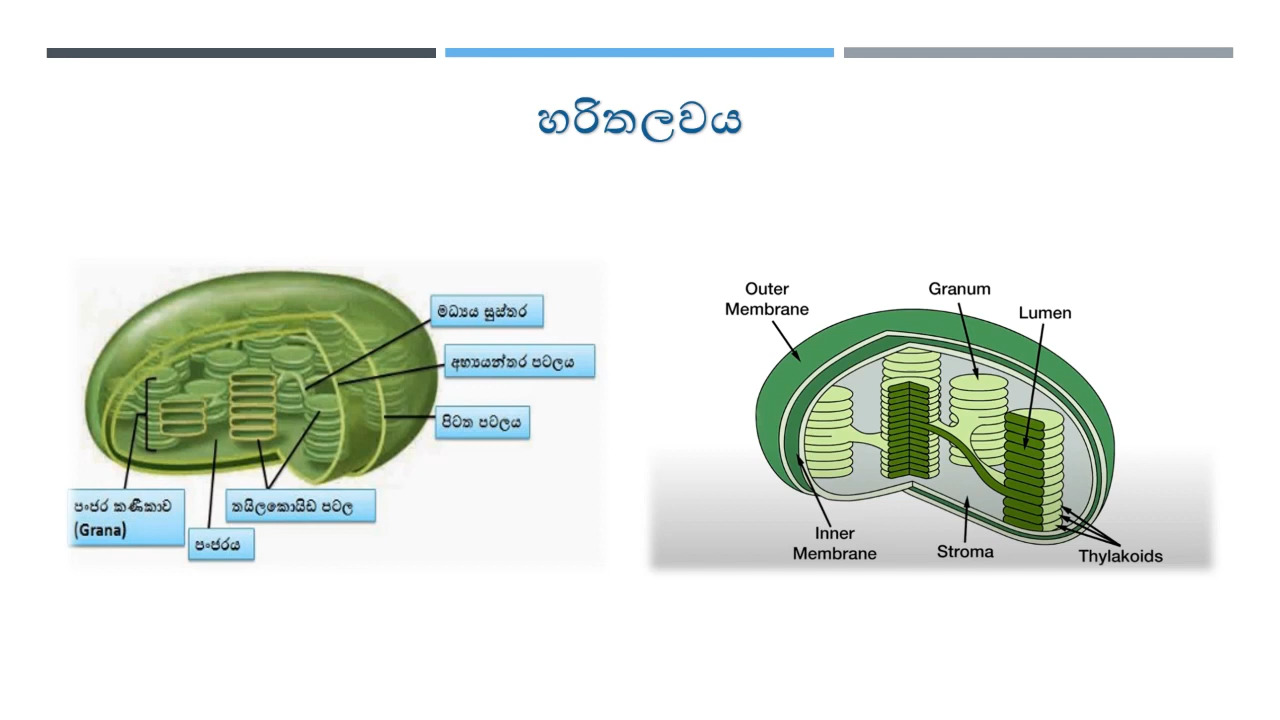 හරිතලවය
මධ්‍යය සුස්තර
අභ්‍යයන්තර පටලය
පිටත පටලය
පංජර කණිකාව
(Grana)
තයිලකොයිඩ පටල
පංජරය
Outer
Membrane
Granum
Lumen
Inner
Membrane
Stroma
Thylakoids